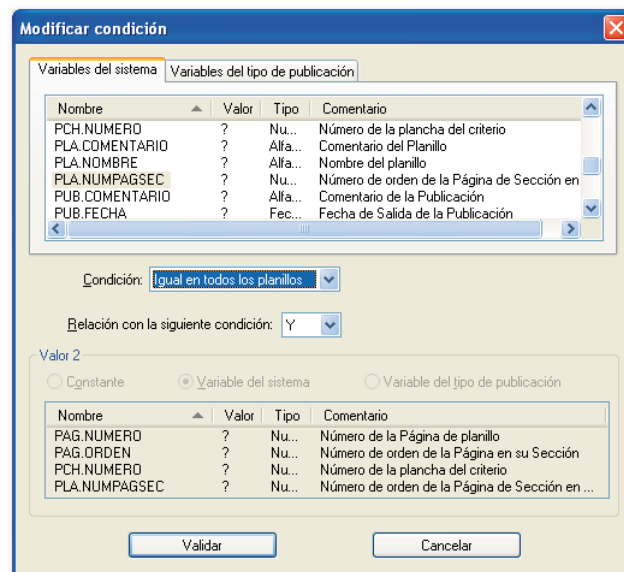 Modificar condición
Variables del sistema Variables del tipo de publicación
Nombre Valor Tipo Comentario
PCH.NUMERO ? Nu... Número de la plancha del criterio
PLA.COMENTARIO ? Alfa... Comentario del Planillo
PLA.NOMBRE ? Alfa... Nombre del planillo
PLA.NUMPAGSEC ? Nu... Número de orden de la Página de Sección en
PUB.COMENTARIO ? Alfa... Comentario de la Publicación
PUB.FECHA ? Fec... Fecha de Salida de la Publicación
Condición: Igual en todos los planillos
Relación con la siguiente condición: Y
Valor 2
Constante Variable del sistema Variable del tipo de publicación
Nombre Valor Tipo Comentario
PAG.NUMERO ? Nu... Número de la Página de planillo
PAG.ORDEN ? Nu... Número de orden de la Página en su Sección
PCH.NUMERO ? Nu... Número de la plancha del criterio
PLA.NUMPAGSEC ? Nu... Número de orden de la Página de Sección en ...
Validar Cancelar